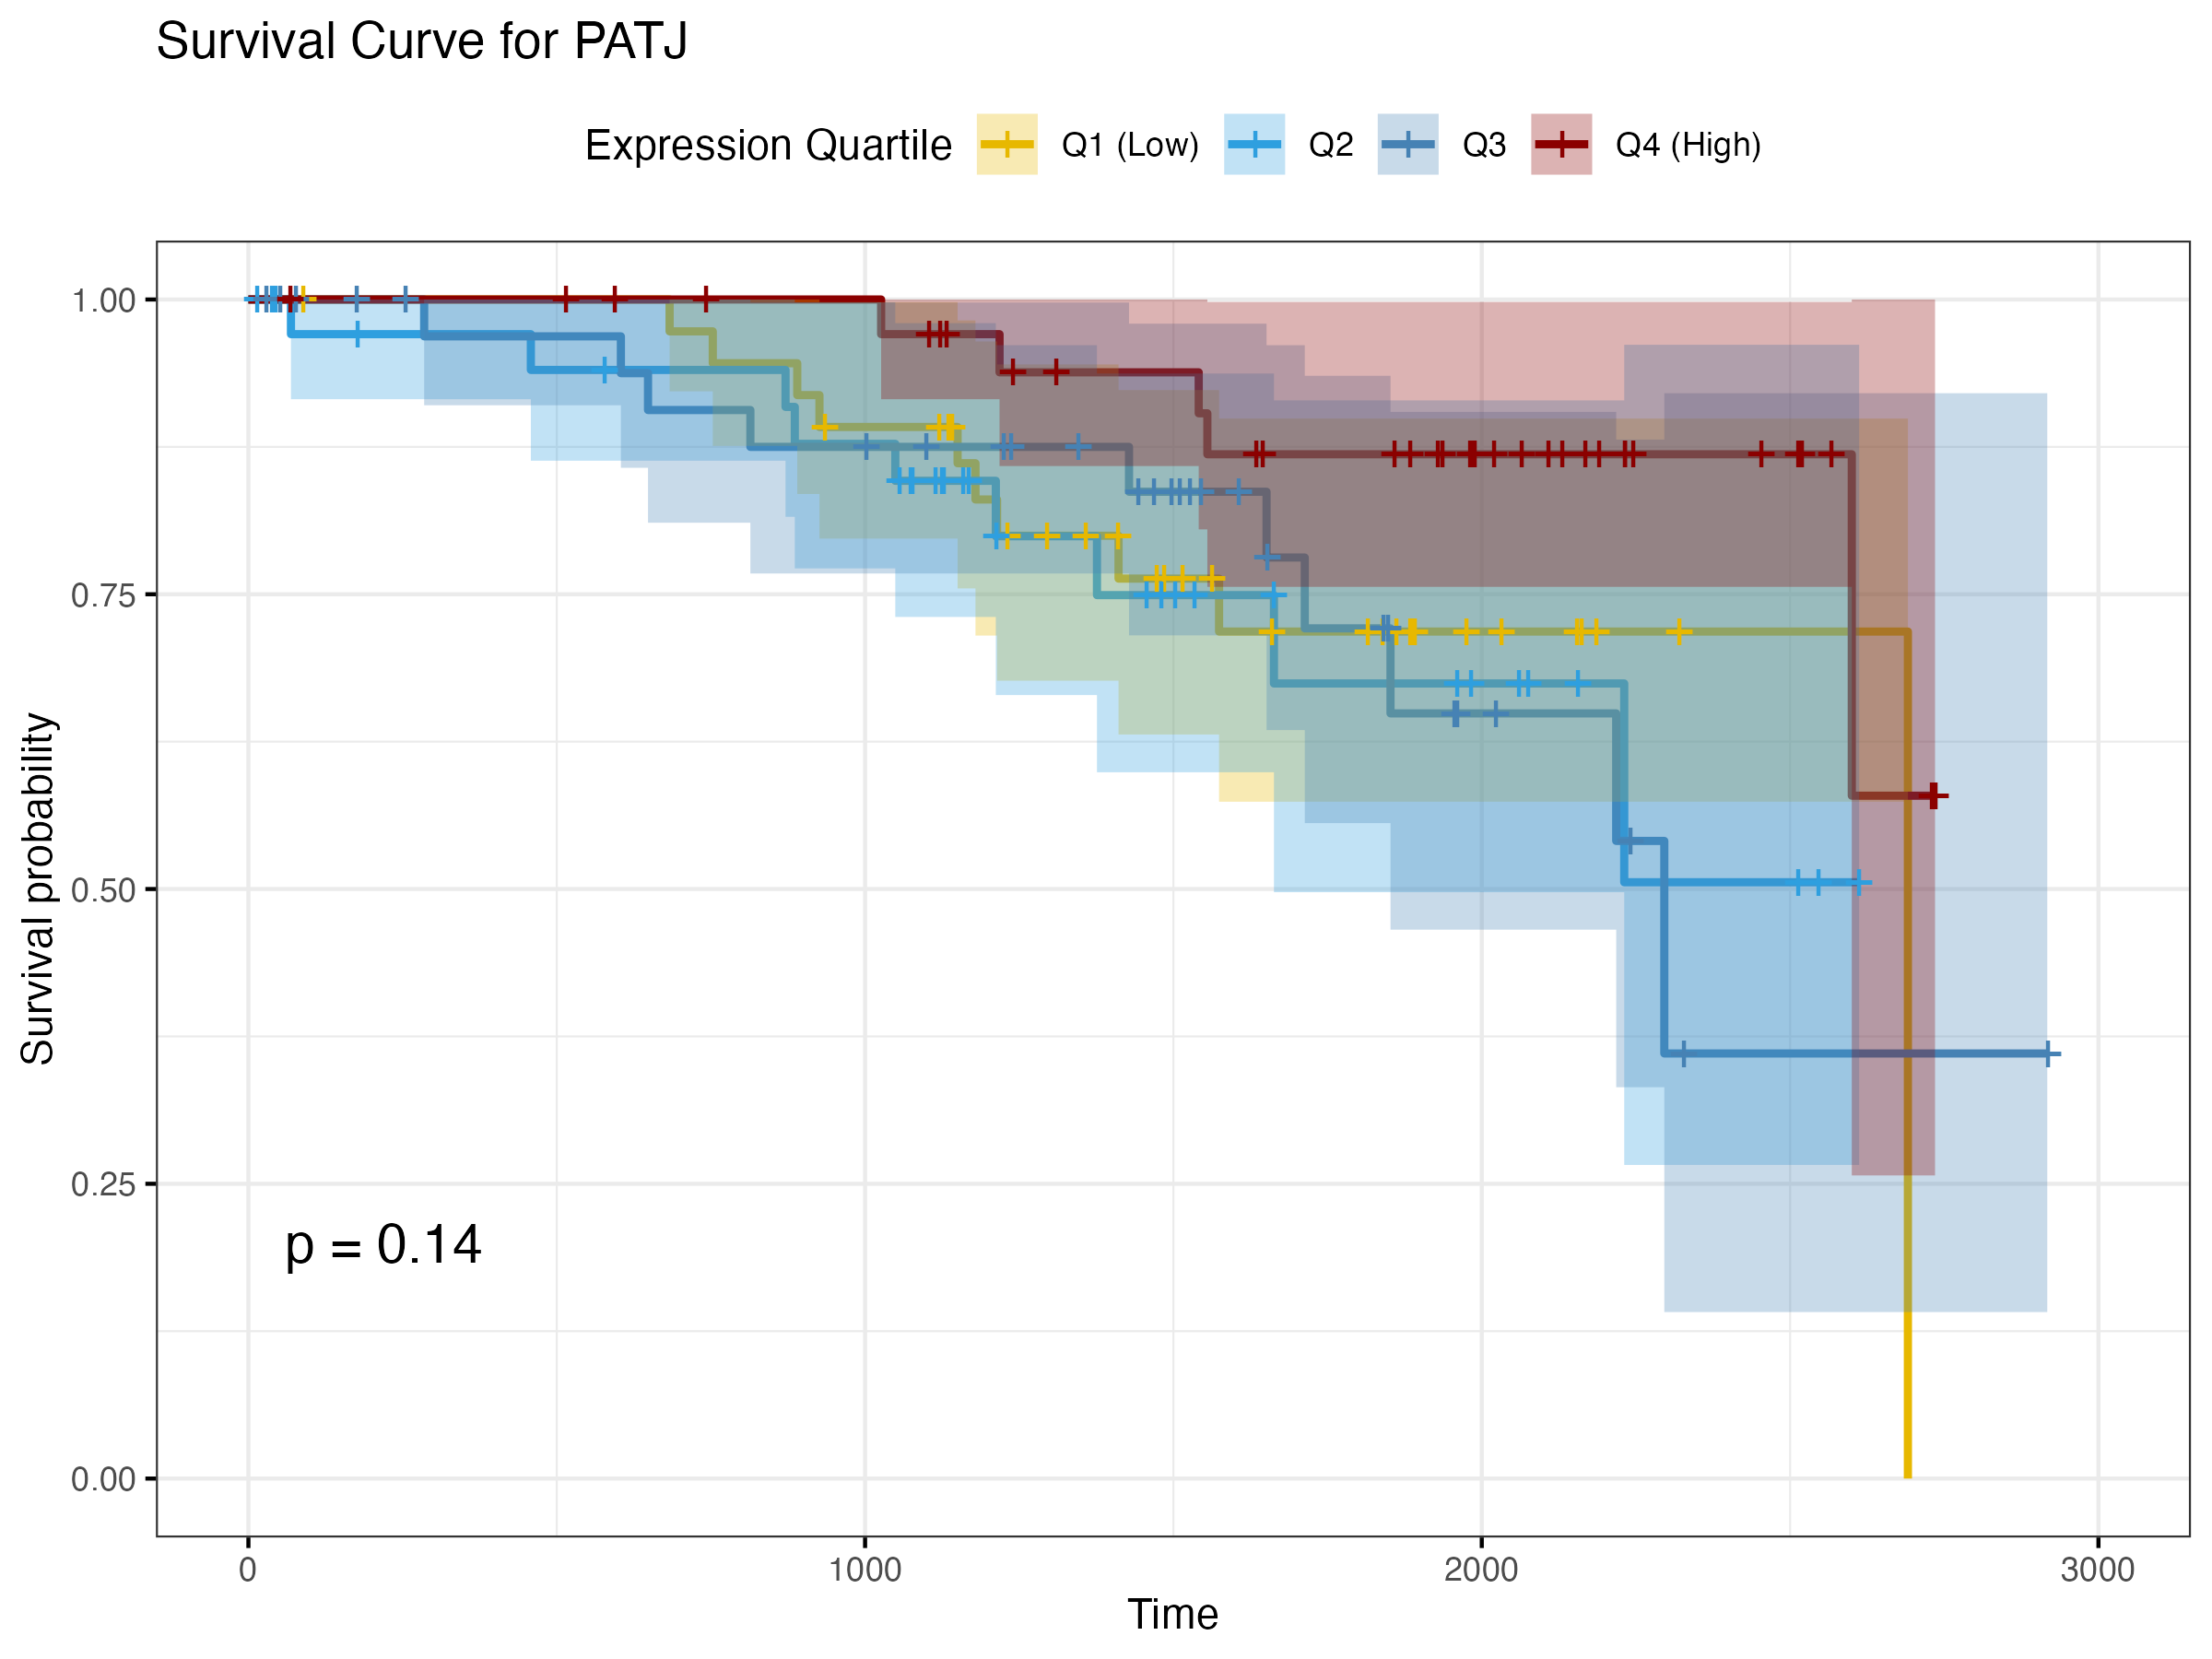 Survival Curve for PATJ
Expression Quartile Q1 (Low) Q2 Q3 Q4 (High)
Survival probability
1.00
0.75
0.50
0.25
0.00
p = 0.14
0 1000 2000 3000
Time